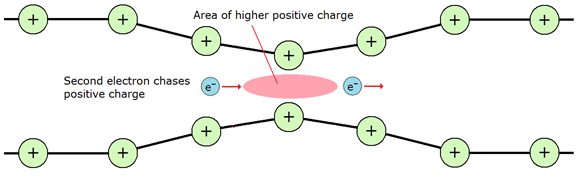 Area of higher positive charge
+ + + + + + +
Second electron chases
positive charge
e⁻ e⁻
+ + + + + + +